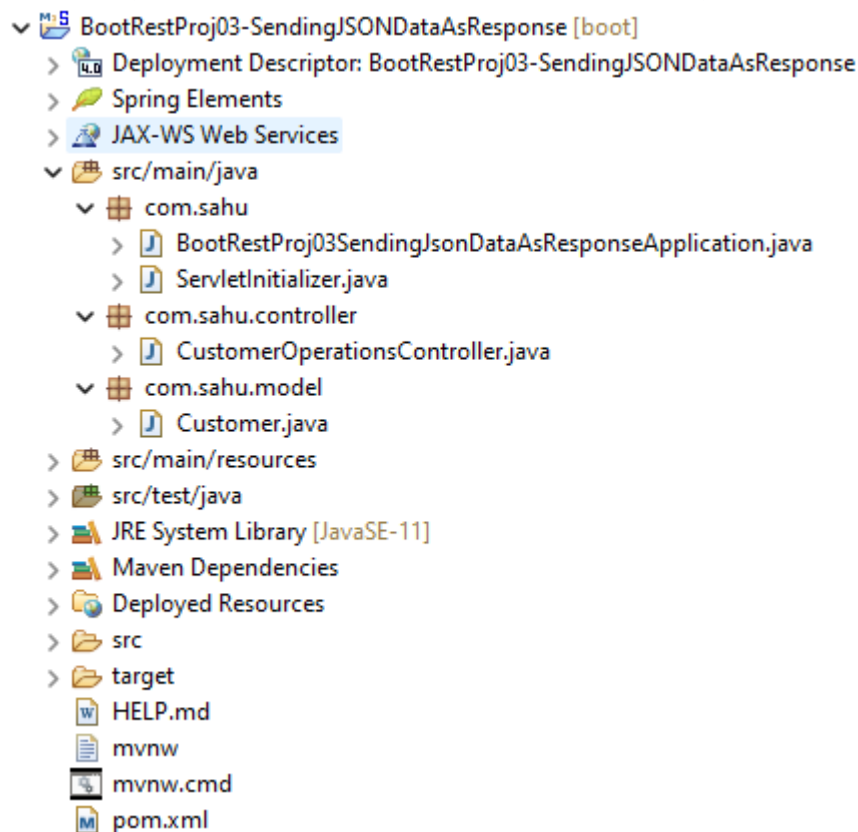 BootRestProj03-SendingJSONDataAsResponse [boot]
Deployment Descriptor: BootRestProj03-SendingJSONDataAsResponse
Spring Elements
JAX-WS Web Services
src/main/java
com.sahu
BootRestProj03SendingJsonDataAsResponseApplication.java
ServletInitializer.java
com.sahu.controller
CustomerOperationsController.java
com.sahu.model
Customer.java
src/main/resources
src/test/java
JRE System Library [JavaSE-11]
Maven Dependencies
Deployed Resources
src
target
HELP.md
mvnw
mvnw.cmd
pom.xml